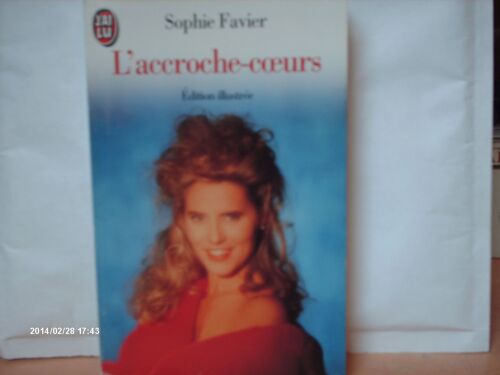 J'AI
LU
Sophie Favier
L'accroche-cœurs
Édition illustrée
2014/02/28 17:43